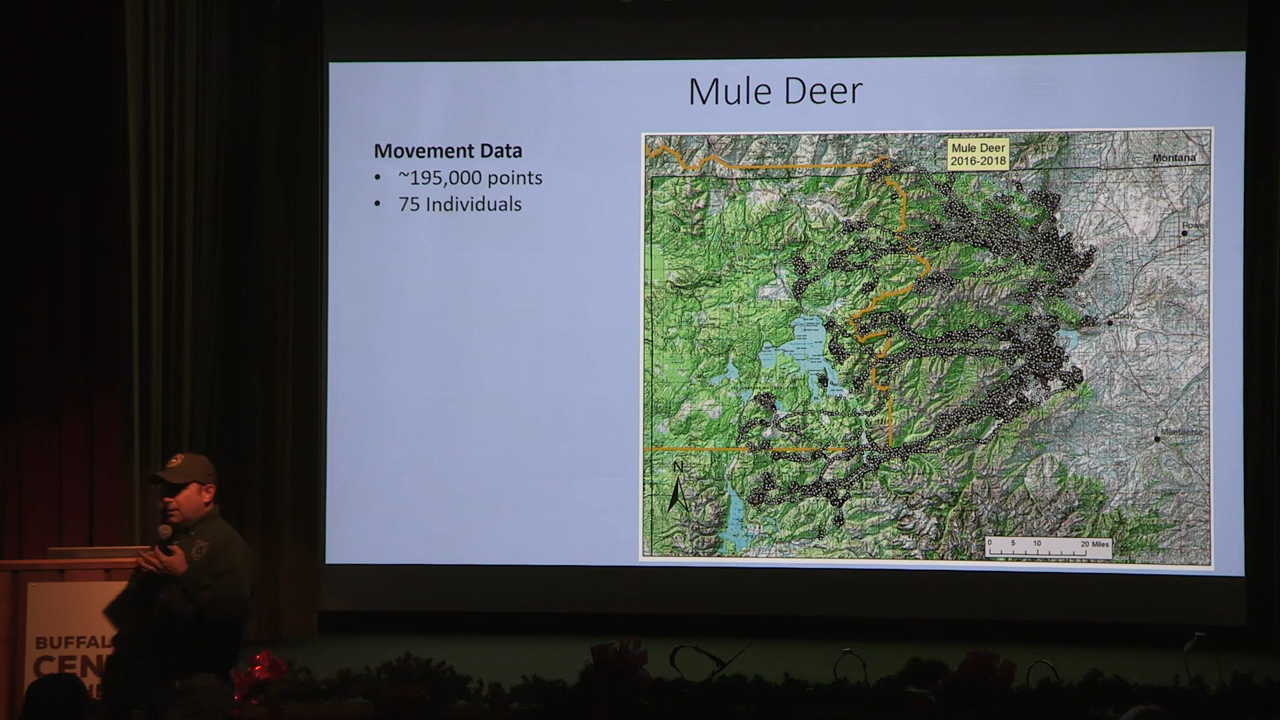 Mule Deer
Movement Data
• ~195,000 points
• 75 Individuals
Mule Deer
2016-2018
Montana
Cody
Meeteetse
N
0 5 10 20 Miles
BUFFAL
CEN